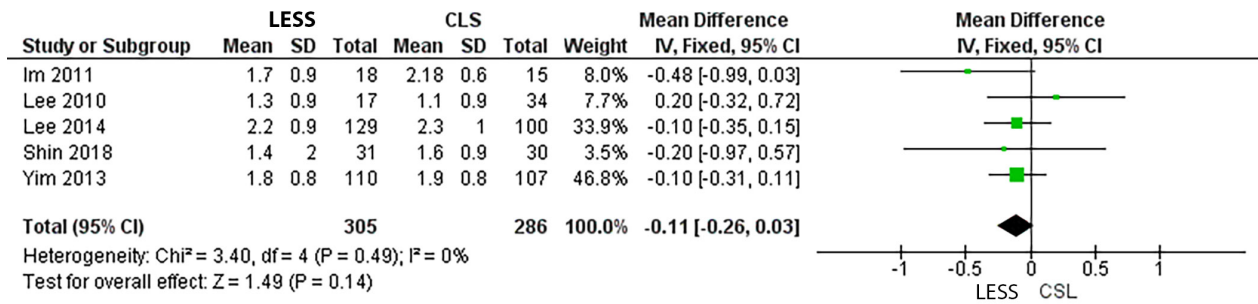 LESS CLS Mean Difference Mean Difference
Study or Subgroup Mean SD Total Mean SD Total Weight IV, Fixed, 95% CI IV, Fixed, 95% CI
Im 2011 1.7 0.9 18 2.18 0.6 15 8.0% -0.48 [-0.99, 0.03]
Lee 2010 1.3 0.9 17 1.1 0.9 34 7.7% 0.20 [-0.32, 0.72]
Lee 2014 2.2 0.9 129 2.3 1 100 33.9% -0.10 [-0.35, 0.15]
Shin 2018 1.4 2 31 1.6 0.9 30 3.5% -0.20 [-0.97, 0.57]
Yim 2013 1.8 0.8 110 1.9 0.8 107 46.8% -0.10 [-0.31, 0.11]
Total (95% CI) 305 286 100.0% -0.11 [-0.26, 0.03]
Heterogeneity: Chi² = 3.40, df = 4 (P = 0.49); I² = 0%
Test for overall effect: Z = 1.49 (P = 0.14)
-1 -0.5 0 0.5 1
LESS CSL